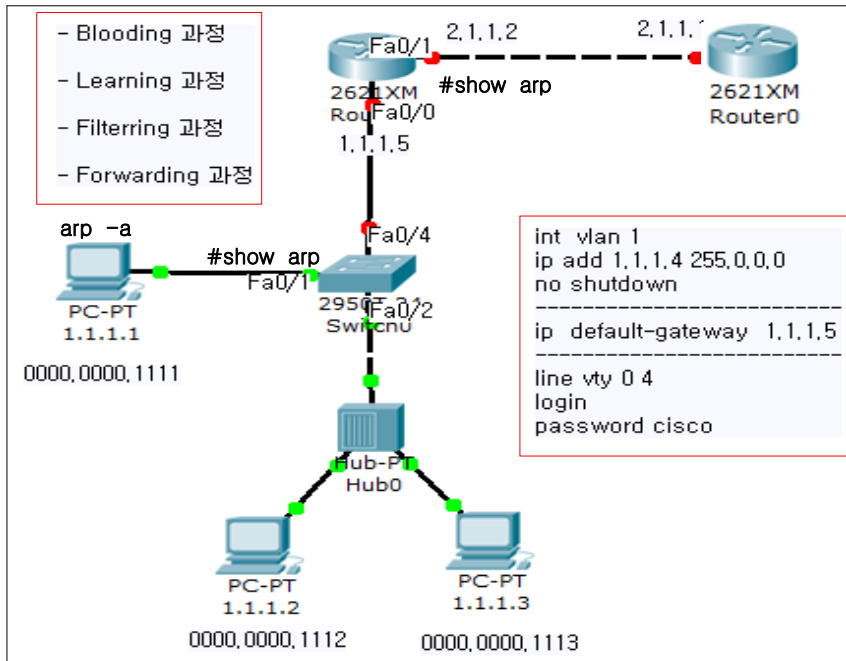 - Blooding 과정
- Learning 과정
- Filterring 과정
- Forwarding 과정
Fa0/1
2,1,1,2
2,1,1,
2621XM
#show arp
2621XM
Router0
Fa0/0
1,1,1,5
arp -a
#show arp
Fa0/4
Fa0/1
PC-PT
1.1.1.1
Fa0/2
0000,0000,1111
int vlan 1
ip add 1,1,1,4 255,0,0,0
no shutdown
ip default-gateway 1,1,1,5
line vty 0 4
login
password cisco
Hub-PT
Hub0
PC-PT
1.1.1.2
PC-PT
1.1.1.3
0000,0000,1112
0000,0000,1113